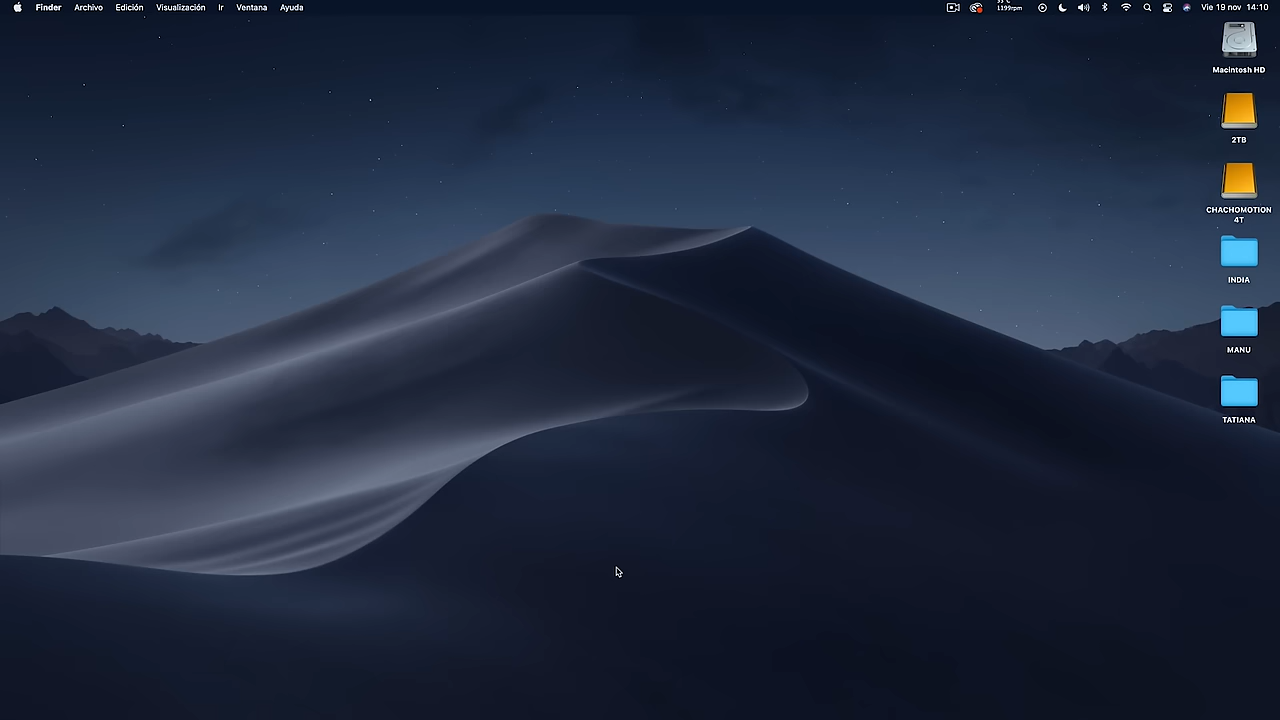 Finder Archivo Edición Visualización Ir Ventana Ayuda
1199rpm
Vie 19 nov 14:10
Macintosh HD
2TB
CHACHOMOTION
4T
INDIA
MANU
TATIANA